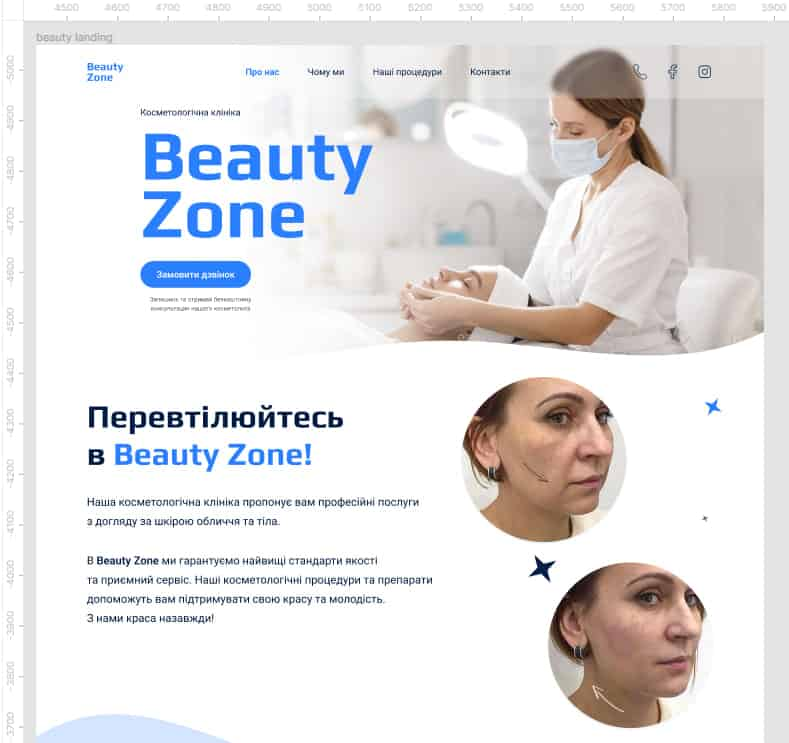 4500 4600 4700 4800 4900 5000 5100 5200 5300 5400 5500 5600 5700 5800 5900
beauty landing
Beauty
Zone
Про нас
Чому ми
Наші процедури
Контакти
Косметологічна клініка
Beauty
Zone
Замовити дзвінок
Залишись та отримай безкоштовну
консультацію нашого косметолога
Перевтілюйтесь
в Beauty Zone!
Наша косметологічна клініка пропонує вам професійні послуги
з догляду за шкірою обличчя та тіла.
В Beauty Zone ми гарантуємо найвищі стандарти якості
та приємний сервіс. Наші косметологічні процедури та препарати
допоможуть вам підтримувати свою красу та молодість.
З нами краса назавжди!
-5000
-4900
-4800
-4700
-4600
-4500
-4400
-4300
-4200
-4100
-4000
-3900
-3800
-3700